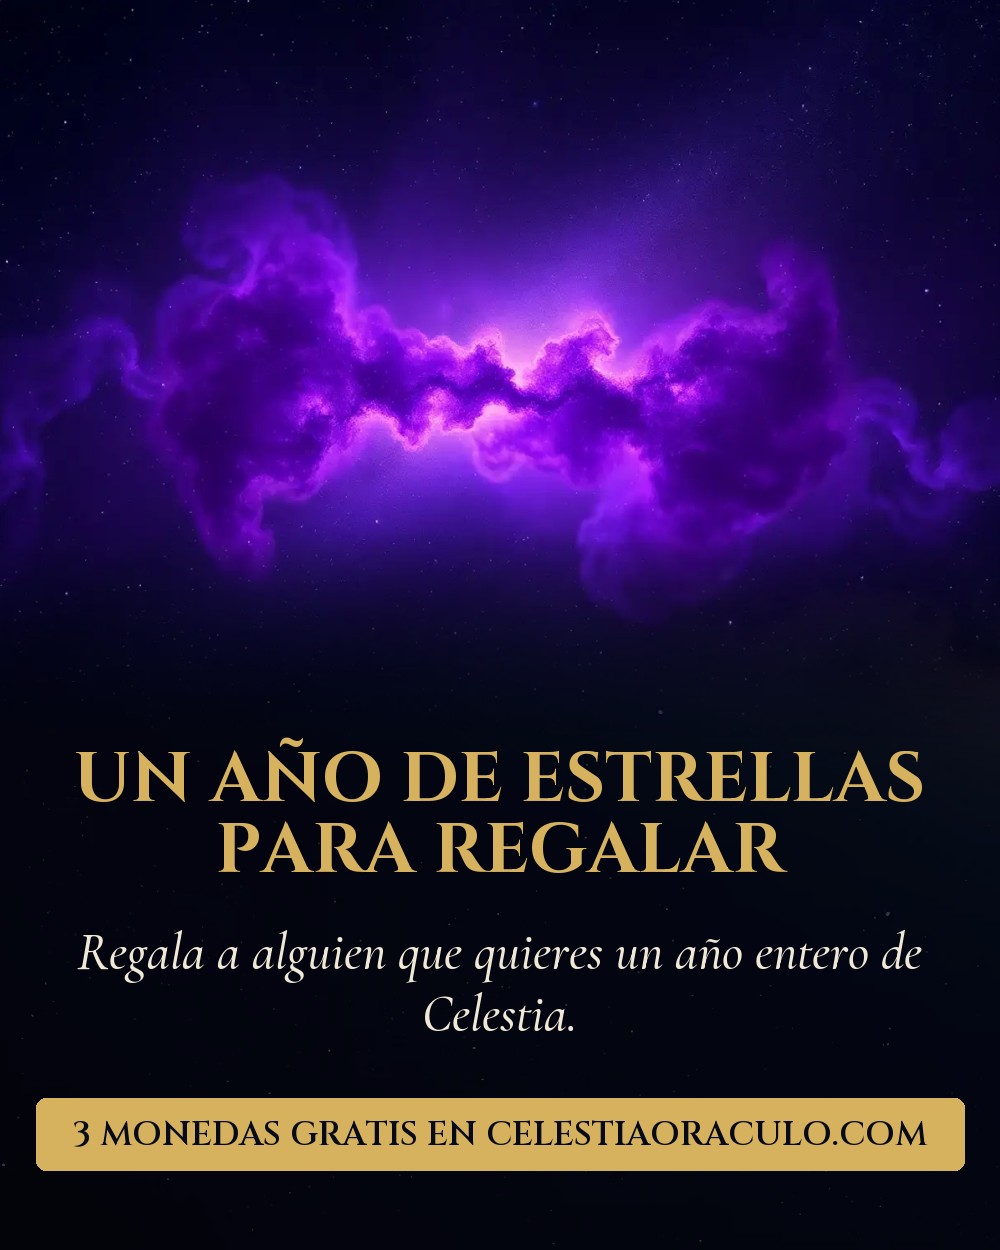 UN AÑO DE ESTRELLAS
PARA REGALAR
Regala a alguien que quieres un año entero de
Celestia.
3 MONEDAS GRATIS EN CELESTIAORACULO.COM